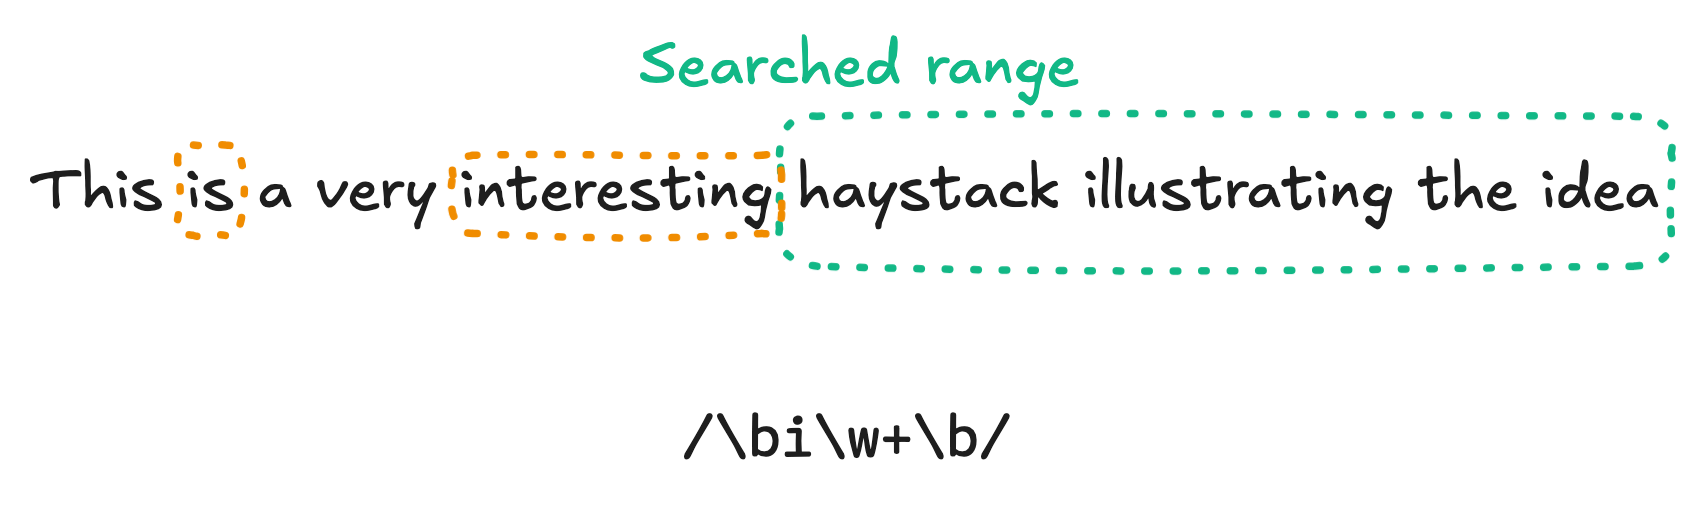 Searched range
This is a very interesting haystack illustrating the idea
/\bi\w+\b/